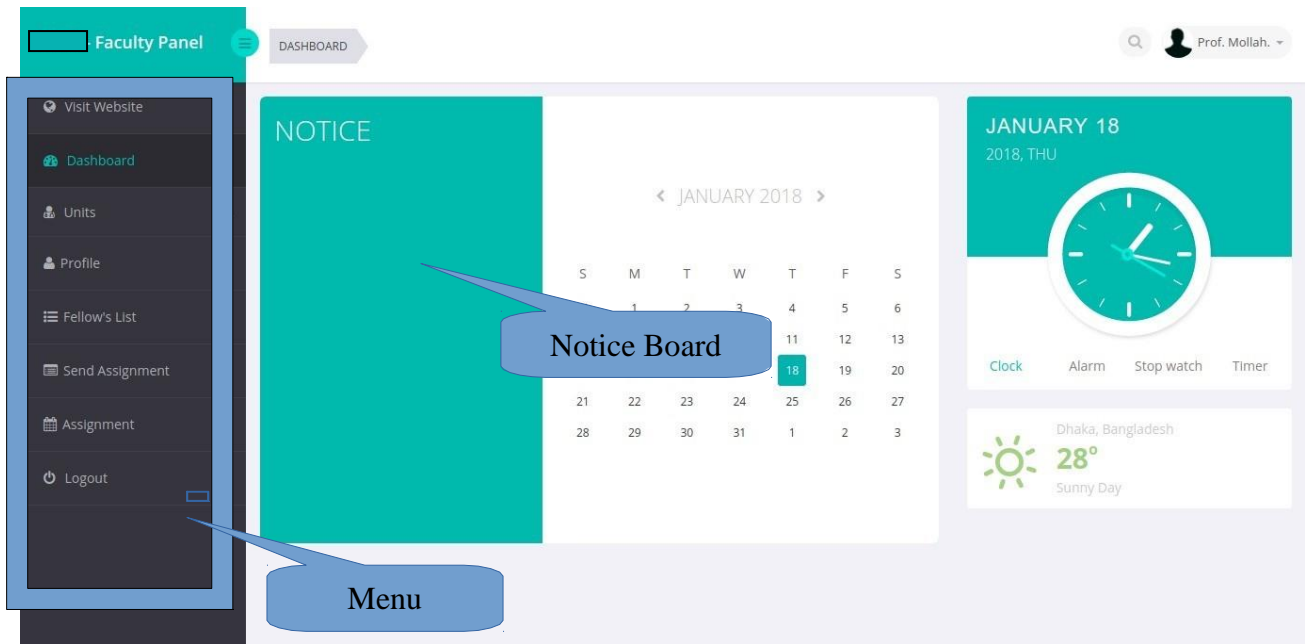 - Faculty Panel
DASHBOARD
Prof. Mollah.
Visit Website
Dashboard
Units
Profile
Fellow's List
Send Assignment
Assignment
Logout
NOTICE
JANUARY 2018
S M T W T F S
1 2 3 4 5 6
11 12 13
18 19 20
21 22 23 24 25 26 27
28 29 30 31 1 2 3
Notice Board
Menu
JANUARY 18
2018, THU
Clock Alarm Stop watch Timer
Dhaka, Bangladesh
28°
Sunny Day